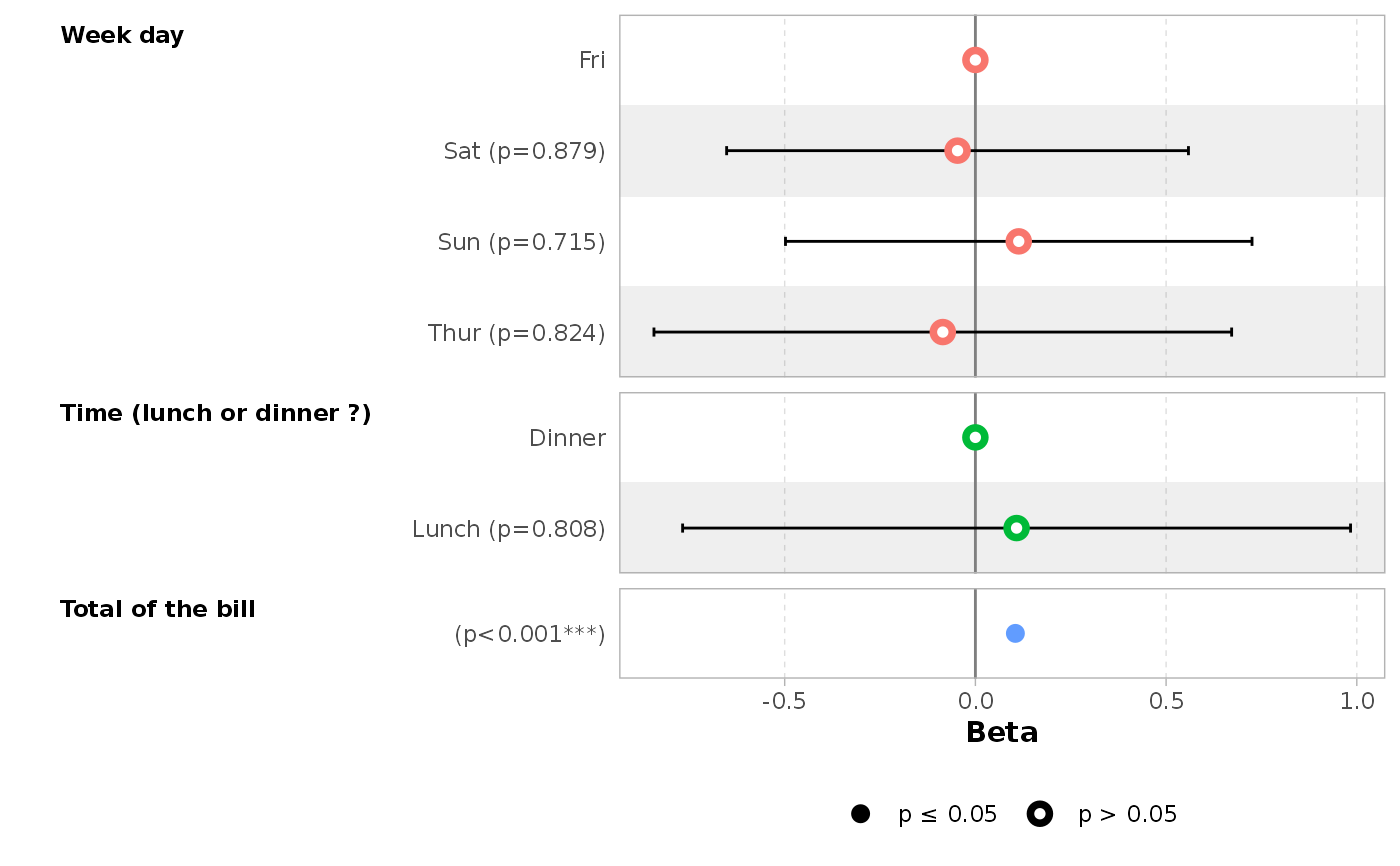 Week day
Fri
Sat (p=0.879)
Sun (p=0.715)
Thur (p=0.824)
Time (lunch or dinner ?)
Dinner
Lunch (p=0.808)
Total of the bill
(p<0.001***)
-0.5 0.0 0.5 1.0
Beta
p ≤ 0.05 p > 0.05